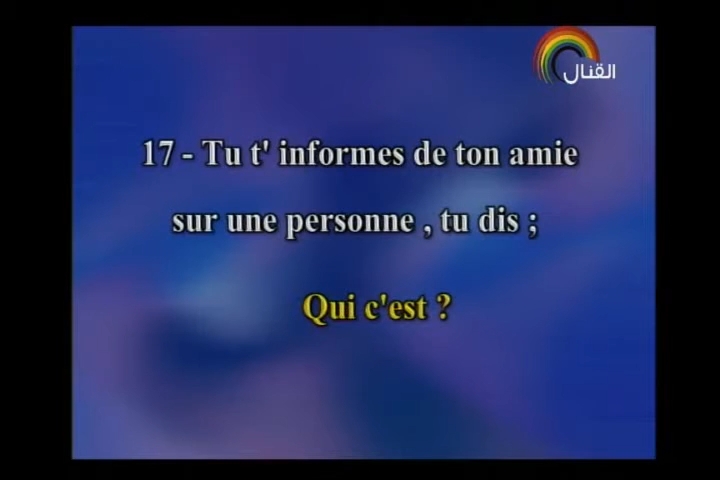 القنال
17 - Tu t' informes de ton amie
sur une personne , tu dis ;
Qui c'est ?